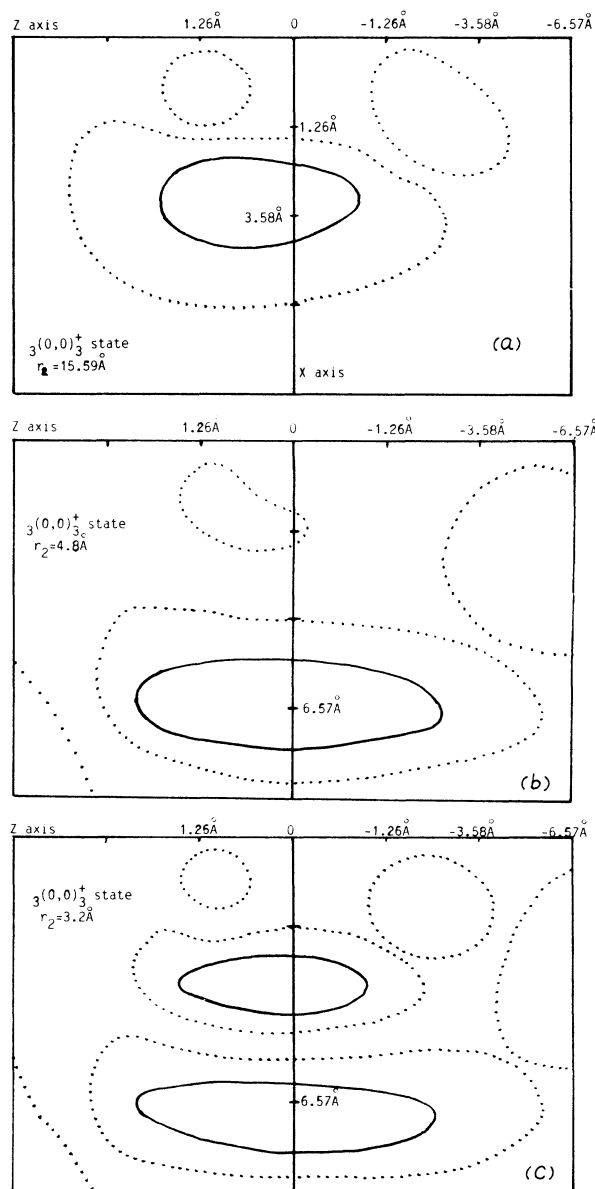 Z axis 1.26Å 0 -1.26Å -3.58Å -6.57Å
1.26Å
3.58Å
₃(0,0)₃⁺ state
r₂=15.59Å
(a)
X axis
Z axis 1.26Å 0 -1.26Å -3.58Å -6.57Å
₃(0,0)₃⁺ state
r₂=4.8Å
6.57Å
(b)
Z axis 1.26Å 0 -1.26Å -3.58Å -6.57Å
₃(0,0)₃⁺ state
r₂=3.2Å
6.57Å
(c)